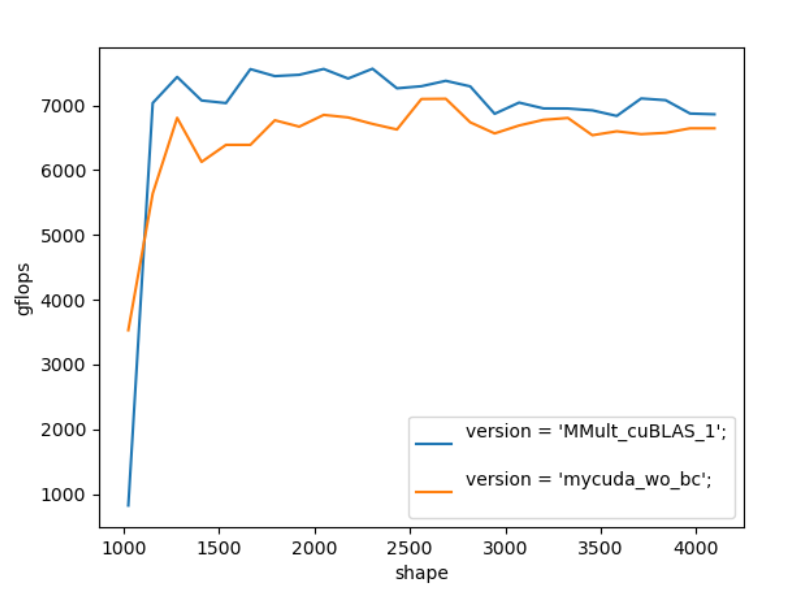 7000
6000
5000
4000
3000
2000
1000
gflops
version = 'MMult_cuBLAS_1';
version = 'mycuda_wo_bc';
1000 1500 2000 2500 3000 3500 4000
shape